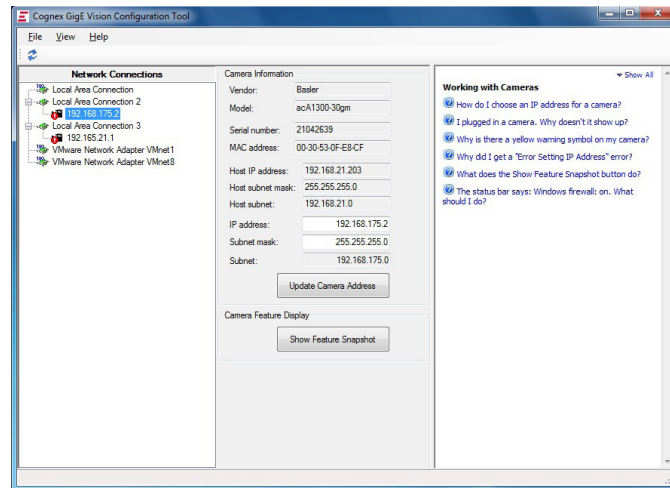 Cognex GigE Vision Configuration Tool
File View Help
Network Connections
Local Area Connection
Local Area Connection 2
192.168.175.2
Local Area Connection 3
192.165.21.1
VMware Network Adapter VMnet1
VMware Network Adapter VMnet8
Camera Information
Vendor: Basler
Model: acA1300-30gm
Serial number: 21042639
MAC address: 00-30-53-0F-E8-CF
Host IP address: 192.168.21.203
Host subnet mask: 255.255.255.0
Host subnet: 192.168.21.0
IP address: 192.168.175.2
Subnet mask: 255.255.255.0
Subnet: 192.168.175.0
Update Camera Address
Camera Feature Display
Show Feature Snapshot
Show All
Working with Cameras
How do I choose an IP address for a camera?
I plugged in a camera. Why doesn't it show up?
Why is there a yellow warning symbol on my camera?
Why did I get a "Error Setting IP Address" error?
What does the Show Feature Snapshot button do?
The status bar says: Windows firewall: on. What
should I do?